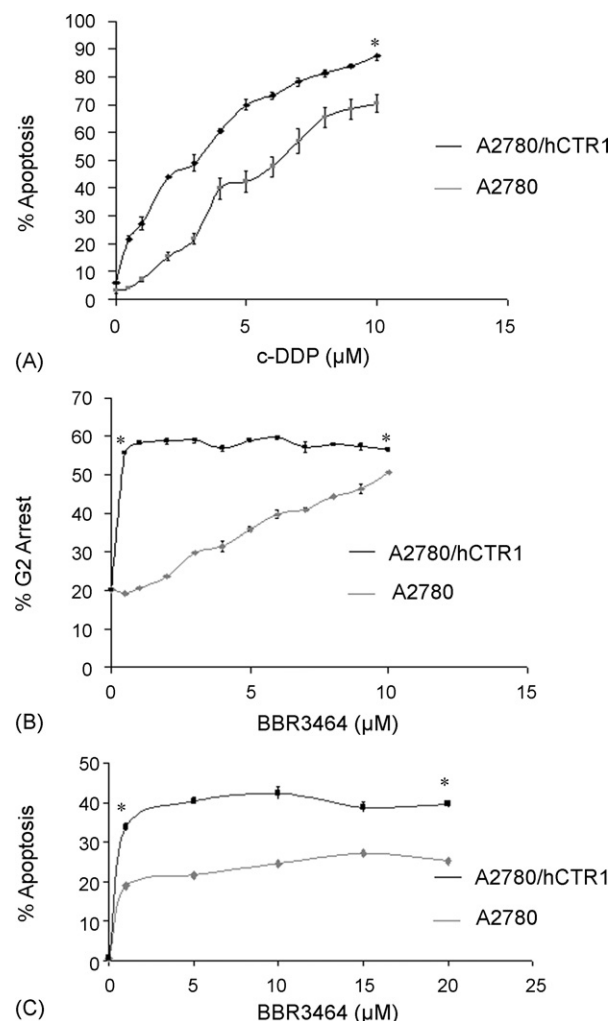 100
90
80
70
60
50
40
30
20
10
0
% Apoptosis
*
A2780/hCTR1
A2780
0 5 10 15
c-DDP (µM)
(A)
70
60
50
40
30
20
10
0
% G2 Arrest
* *
A2780/hCTR1
A2780
0 5 10 15
BBR3464 (µM)
(B)
50
40
30
20
10
0
% Apoptosis
* *
A2780/hCTR1
A2780
0 5 10 15 20 25
BBR3464 (µM)
(C)